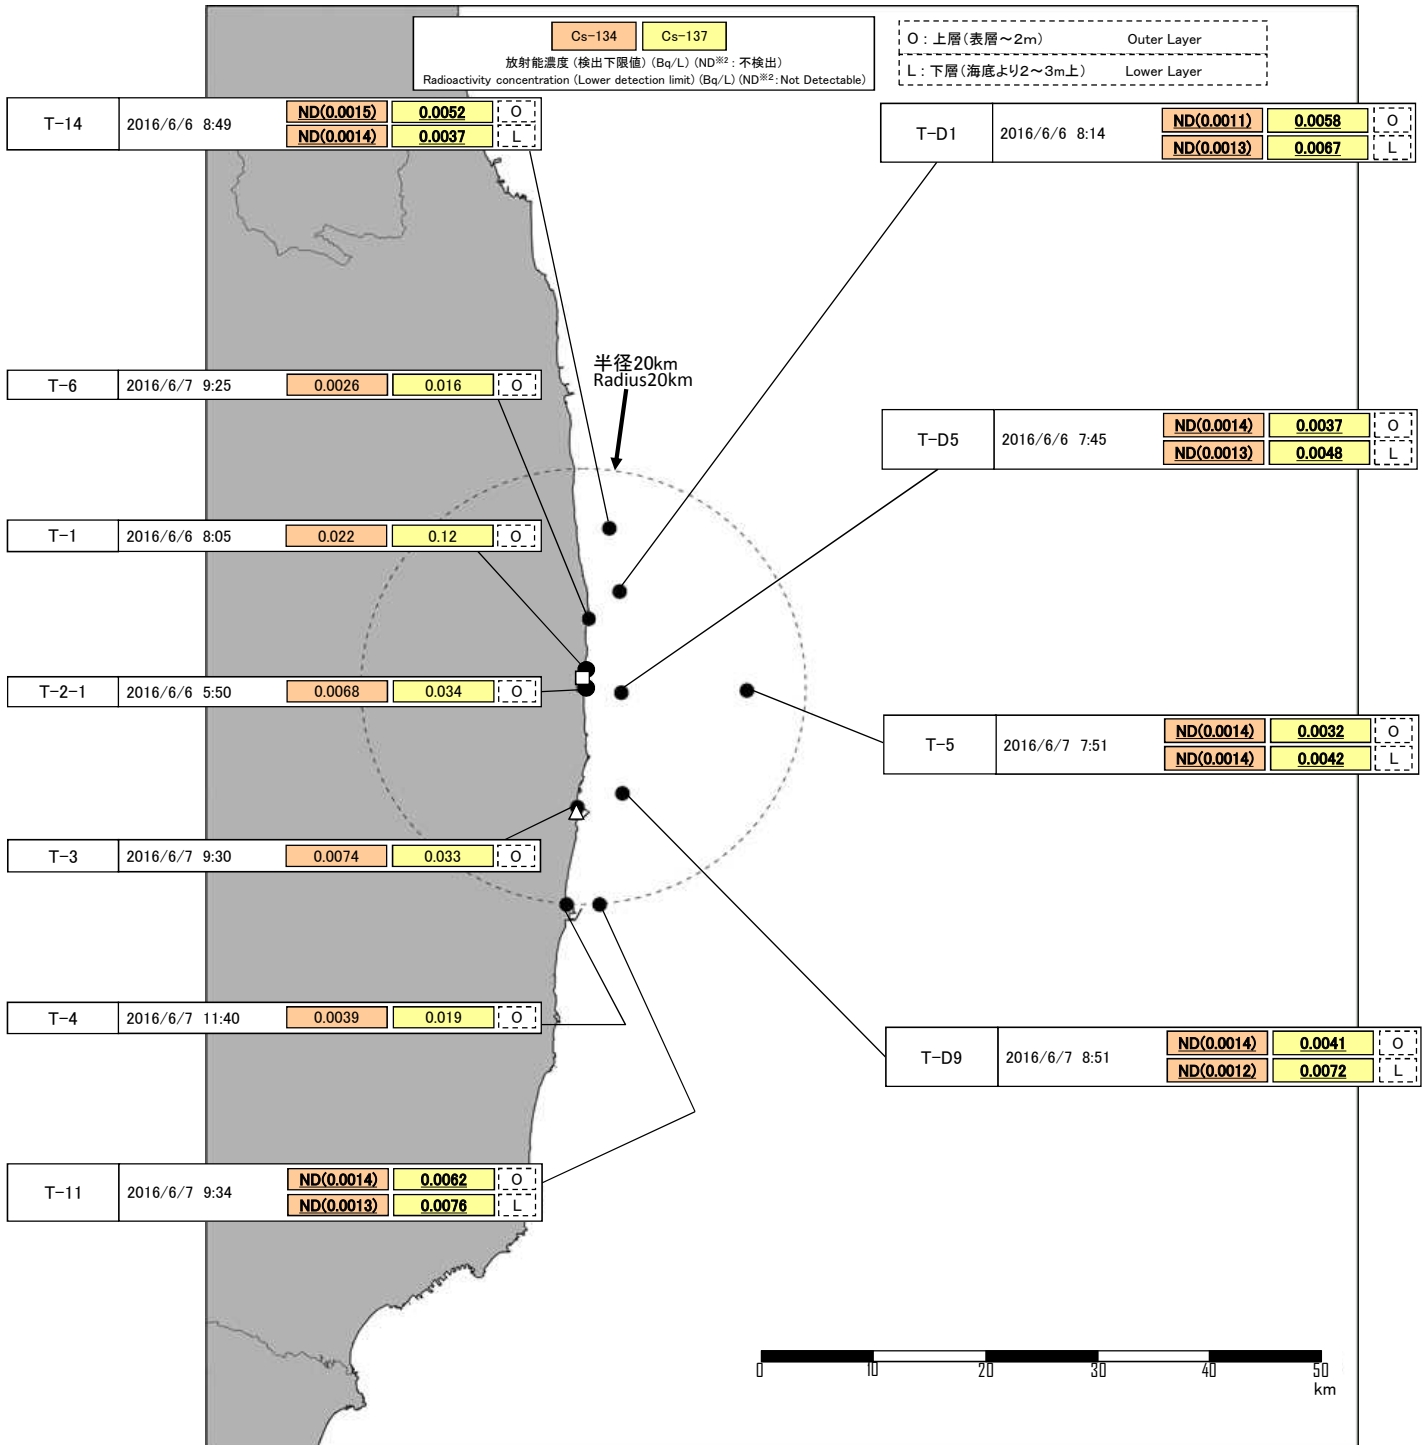 Cs-134 Cs-137
放射能濃度 (検出下限値) (Bq/L) (ND※2 : 不検出)
Radioactivity concentration (Lower detection limit) (Bq/L) (ND※2 : Not Detectable)
O : 上層(表層～2m) Outer Layer
L : 下層(海底より2～3m上) Lower Layer
T-14 2016/6/6 8:49
ND(0.0015) 0.0052 O
ND(0.0014) 0.0037 L
T-D1 2016/6/6 8:14
ND(0.0011) 0.0058 O
ND(0.0013) 0.0067 L
半径20km
Radius20km
T-6 2016/6/7 9:25 0.0026 0.016 O
T-D5 2016/6/6 7:45
ND(0.0014) 0.0037 O
ND(0.0013) 0.0048 L
T-1 2016/6/6 8:05 0.022 0.12 O
T-2-1 2016/6/6 5:50 0.0068 0.034 O
T-5 2016/6/7 7:51
ND(0.0014) 0.0032 O
ND(0.0014) 0.0042 L
T-3 2016/6/7 9:30 0.0074 0.033 O
T-4 2016/6/7 11:40 0.0039 0.019 O
T-D9 2016/6/7 8:51
ND(0.0014) 0.0041 O
ND(0.0012) 0.0072 L
T-11 2016/6/7 9:34
ND(0.0014) 0.0062 O
ND(0.0013) 0.0076 L
0 10 20 30 40 50
km